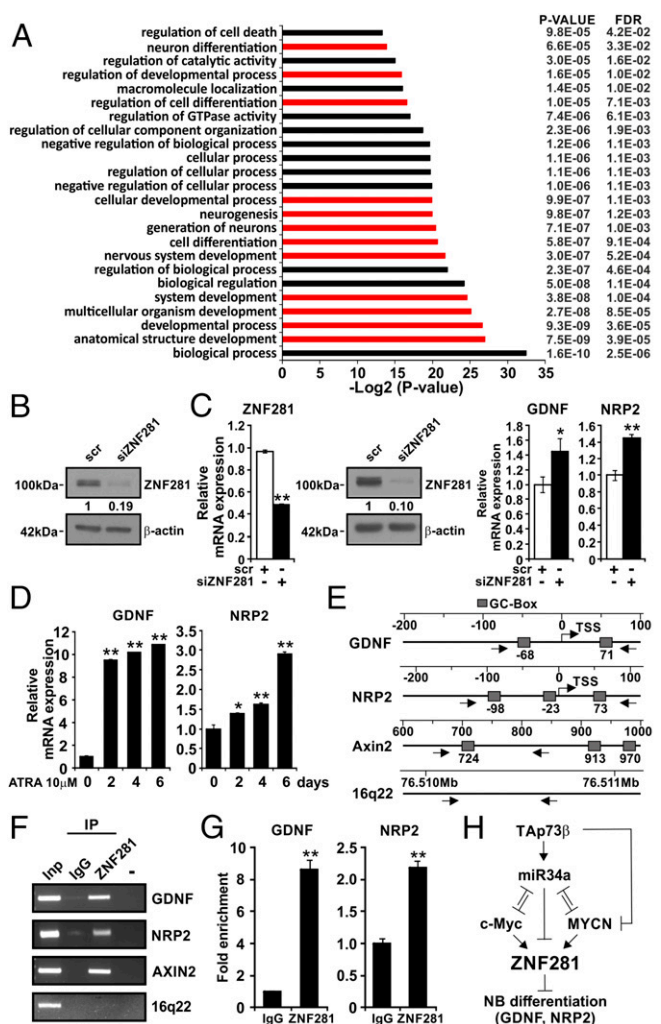 A
P-VALUE FDR
regulation of cell death 9.8E-05 4.2E-02
neuron differentiation 6.6E-05 3.3E-02
regulation of catalytic activity 3.0E-05 1.6E-02
regulation of developmental process 1.6E-05 1.0E-02
macromolecule localization 1.4E-05 1.0E-02
regulation of cell differentiation 1.0E-05 7.1E-03
regulation of GTPase activity 7.4E-06 6.1E-03
regulation of cellular component organization 2.3E-06 1.9E-03
negative regulation of biological process 1.2E-06 1.1E-03
cellular process 1.1E-06 1.1E-03
regulation of cellular process 1.1E-06 1.1E-03
negative regulation of cellular process 1.0E-06 1.1E-03
cellular developmental process 9.9E-07 1.1E-03
neurogenesis 9.8E-07 1.2E-03
generation of neurons 7.1E-07 1.0E-03
cell differentiation 5.8E-07 9.1E-04
nervous system development 3.0E-07 5.2E-04
regulation of biological process 2.3E-07 4.6E-04
biological regulation 5.0E-08 1.1E-04
system development 3.8E-08 1.0E-04
multicellular organism development 2.7E-08 8.5E-05
developmental process 9.3E-09 3.6E-05
anatomical structure development 7.5E-09 3.9E-05
biological process 1.6E-10 2.5E-06
0 5 10 15 20 25 30 35
-Log2 (P-value)
B
scr siZNF281
100kDa ZNF281
1 0.19
42kDa β-actin
C
ZNF281
Relative mRNA expression
1.2
1.0
0.8
0.6
0.4
0.2
0
**
scr + -
siZNF281 - +
scr siZNF281
100kDa ZNF281
1 0.10
42kDa β-actin
GDNF
Relative mRNA expression
1.8
1.6
1.4
1.2
1.0
0.8
0.6
0.4
0.2
0
*
+ -
- +
NRP2
1.6
1.4
1.2
1.0
0.8
0.6
0.4
0.2
0
**
+ -
- +
D
GDNF
Relative mRNA expression
12
10
8
6
4
2
0
** ** **
ATRA 10μM 0 2 4 6
NRP2
3.5
3.0
2.5
2.0
1.5
1.0
0.5
0
* ** **
0 2 4 6 days
E
GC-Box
-200 -100 0 100
TSS
GDNF
-68 71
-200 -100 0 100
TSS
NRP2
-98 -23 73
600 700 800 900 1000
Axin2
724 913 970
76.510Mb 76.511Mb
16q22
F
IP
Inp IgG ZNF281 -
GDNF
NRP2
AXIN2
16q22
G
Fold enrichment
GDNF
10
8
6
4
2
0
**
IgG ZNF281
NRP2
2.5
2.0
1.5
1.0
0.5
0
**
IgG ZNF281
H
TAp73β
miR34a
c-Myc MYCN
ZNF281
NB differentiation
(GDNF, NRP2)